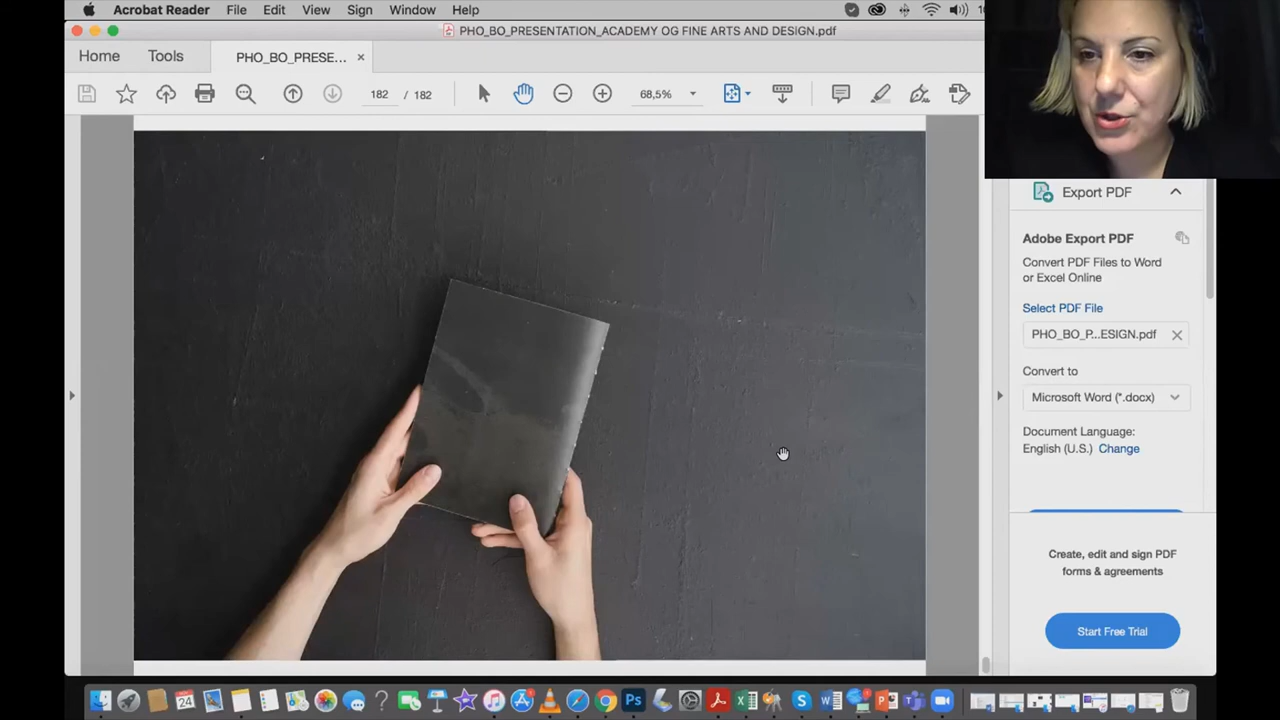 Acrobat Reader File Edit View Sign Window Help
PHO_BO_PRESENTATION_ACADEMY OG FINE ARTS AND DESIGN.pdf
Home Tools PHO_BO_PRESE... ×
182 / 182 68,5%
Export PDF
Adobe Export PDF
Convert PDF Files to Word
or Excel Online
Select PDF File
PHO_BO_P...ESIGN.pdf
Convert to
Microsoft Word (*.docx)
Document Language:
English (U.S.) Change
Create, edit and sign PDF
forms & agreements
Start Free Trial
24
Ps